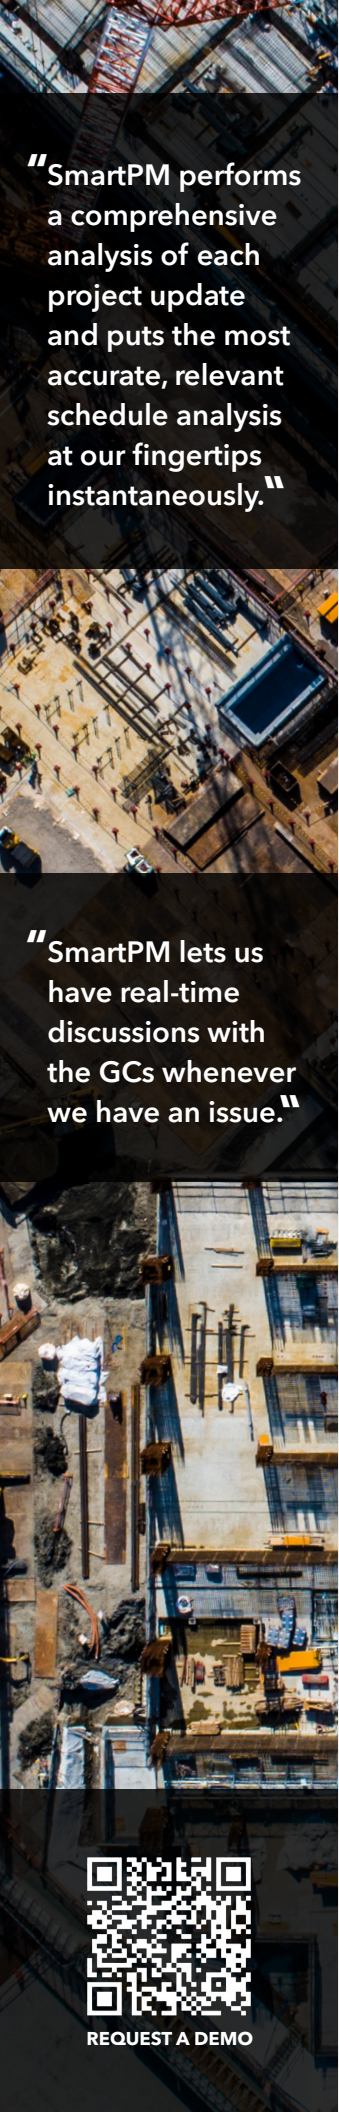 “SmartPM performs
a comprehensive
analysis of each
project update
and puts the most
accurate, relevant
schedule analysis
at our fingertips
instantaneously.”
“SmartPM lets us
have real-time
discussions with
the GCs whenever
we have an issue.”
REQUEST A DEMO